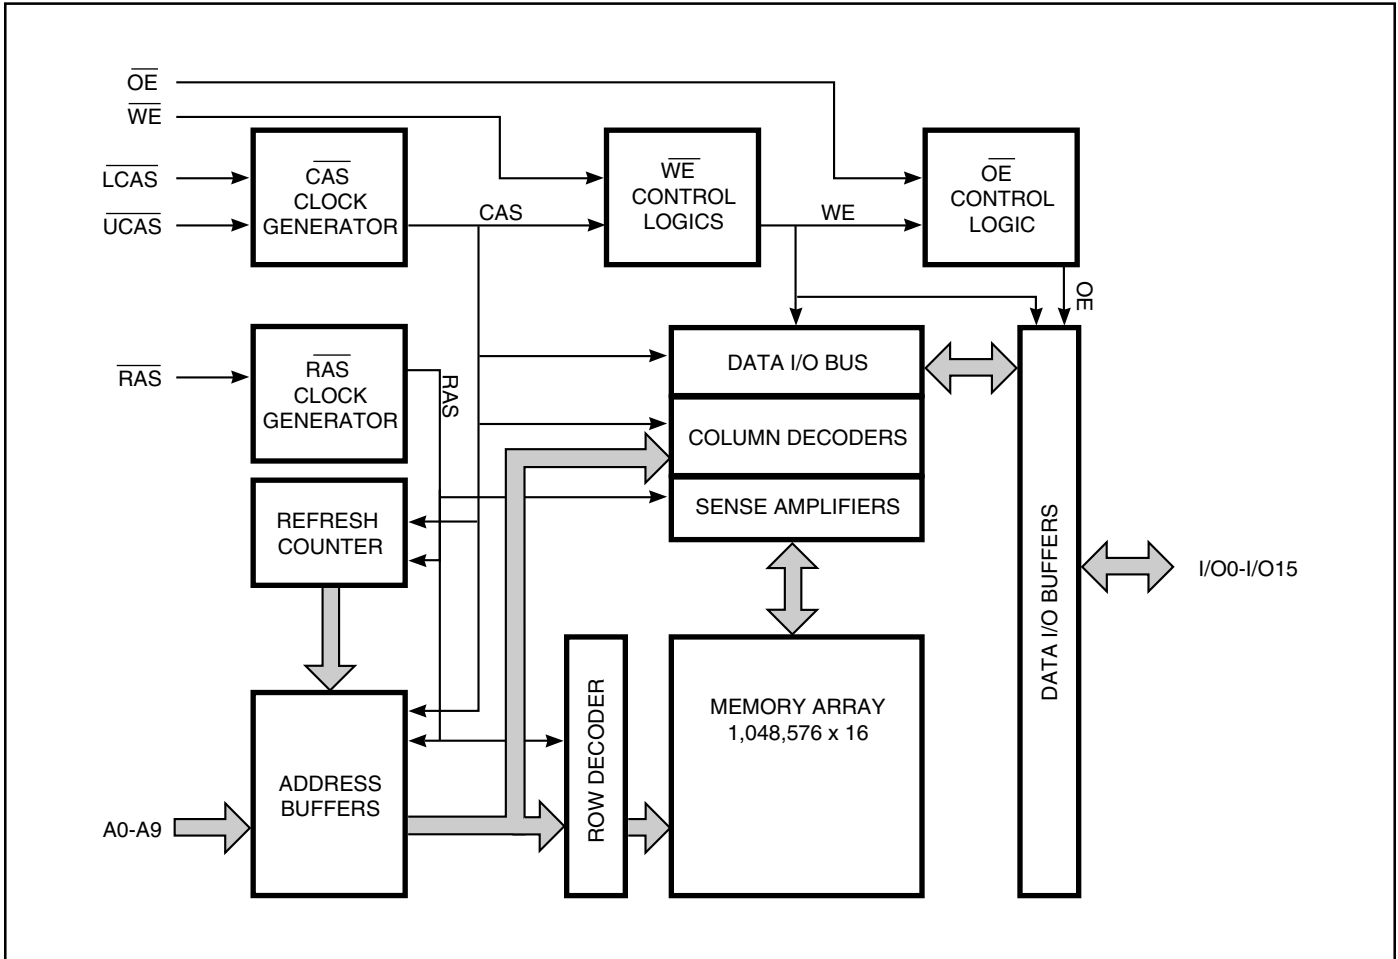 OE
WE
LCAS
UCAS
CAS
CLOCK
GENERATOR
CAS
WE
CONTROL
LOGICS
WE
OE
CONTROL
LOGIC
OE
RAS
RAS
CLOCK
GENERATOR
RAS
DATA I/O BUS
COLUMN DECODERS
SENSE AMPLIFIERS
REFRESH
COUNTER
DATA I/O BUFFERS
I/O0-I/O15
ROW DECODER
MEMORY ARRAY
1,048,576 x 16
ADDRESS
BUFFERS
A0-A9